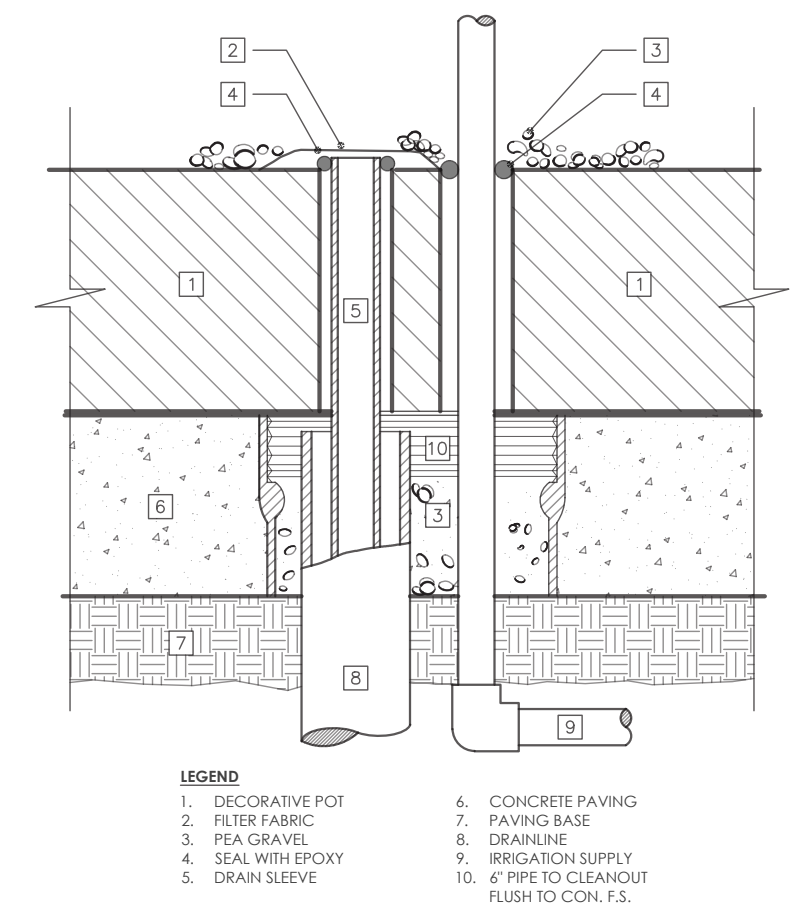 2
3
4
4
1
1
5
10
6
3
7
8
9
LEGEND
1. DECORATIVE POT
2. FILTER FABRIC
3. PEA GRAVEL
4. SEAL WITH EPOXY
5. DRAIN SLEEVE
6. CONCRETE PAVING
7. PAVING BASE
8. DRAINLINE
9. IRRIGATION SUPPLY
10. 6" PIPE TO CLEANOUT
FLUSH TO CON. F.S.